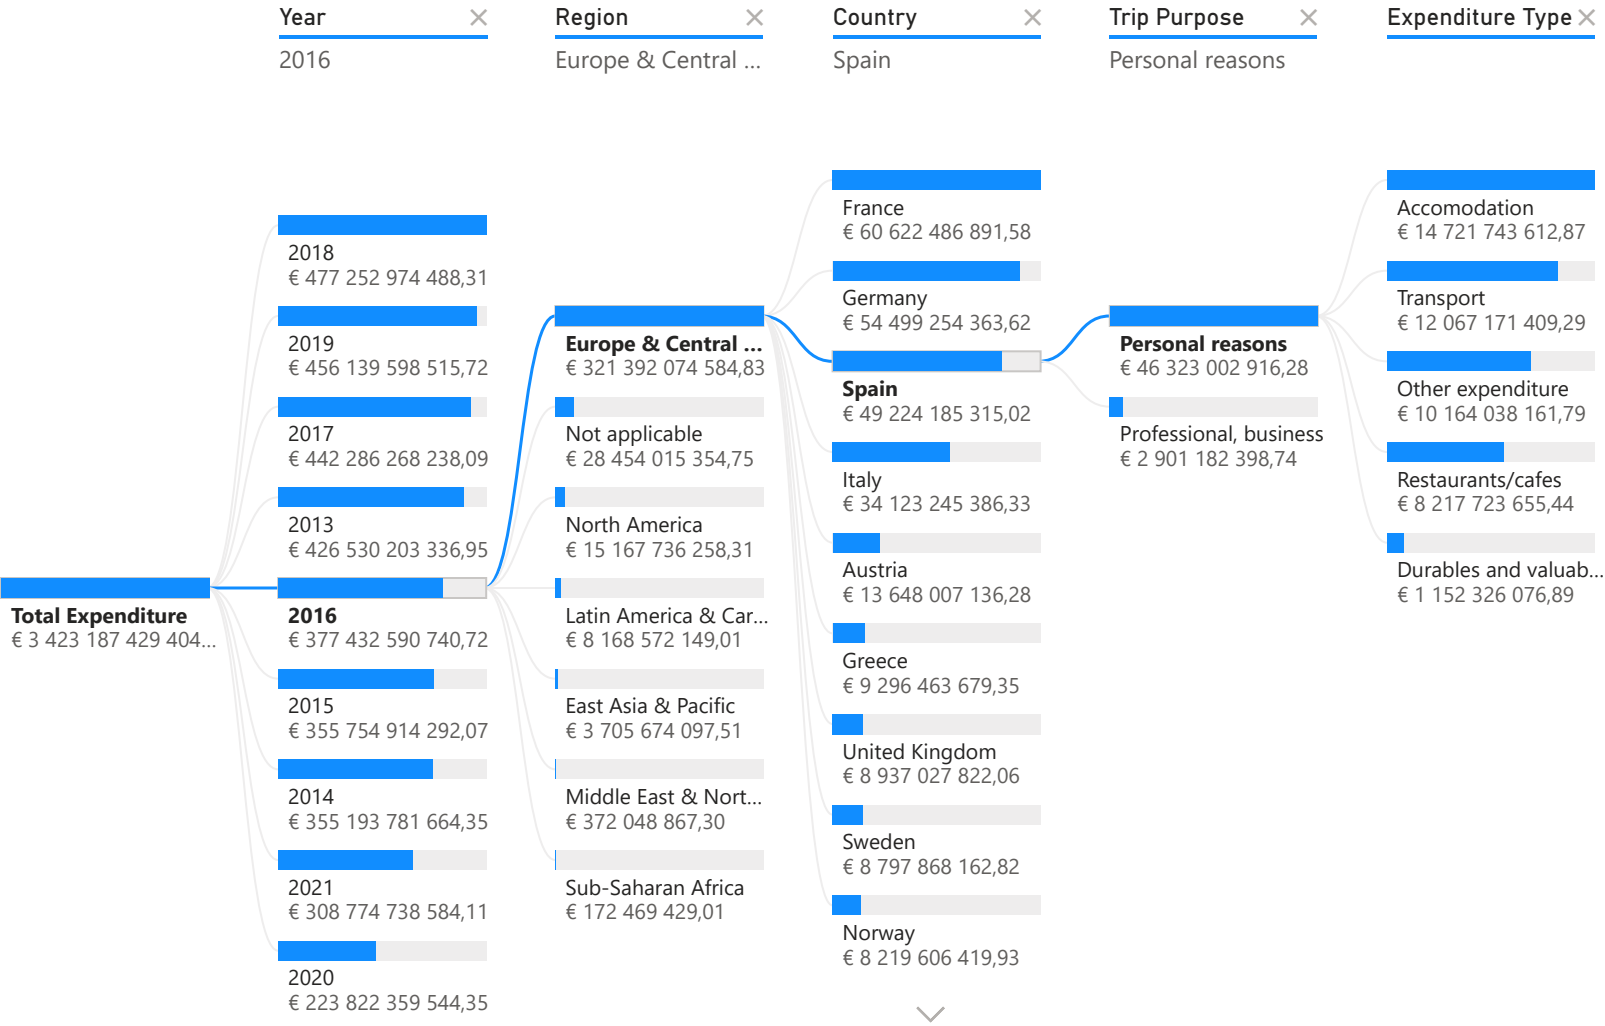 Year
2016
Region
Europe & Central ...
Country
Spain
Trip Purpose
Personal reasons
Expenditure Type
Total Expenditure
€ 3 423 187 429 404...
2018
€ 477 252 974 488,31
2019
€ 456 139 598 515,72
2017
€ 442 286 268 238,09
2013
€ 426 530 203 336,95
2016
€ 377 432 590 740,72
2015
€ 355 754 914 292,07
2014
€ 355 193 781 664,35
2021
€ 308 774 738 584,11
2020
€ 223 822 359 544,35
Europe & Central ...
€ 321 392 074 584,83
Not applicable
€ 28 454 015 354,75
North America
€ 15 167 736 258,31
Latin America & Car...
€ 8 168 572 149,01
East Asia & Pacific
€ 3 705 674 097,51
Middle East & Nort...
€ 372 048 867,30
Sub-Saharan Africa
€ 172 469 429,01
France
€ 60 622 486 891,58
Germany
€ 54 499 254 363,62
Spain
€ 49 224 185 315,02
Italy
€ 34 123 245 386,33
Austria
€ 13 648 007 136,28
Greece
€ 9 296 463 679,35
United Kingdom
€ 8 937 027 822,06
Sweden
€ 8 797 868 162,82
Norway
€ 8 219 606 419,93
Personal reasons
€ 46 323 002 916,28
Professional, business
€ 2 901 182 398,74
Accomodation
€ 14 721 743 612,87
Transport
€ 12 067 171 409,29
Other expenditure
€ 10 164 038 161,79
Restaurants/cafes
€ 8 217 723 655,44
Durables and valuab...
€ 1 152 326 076,89